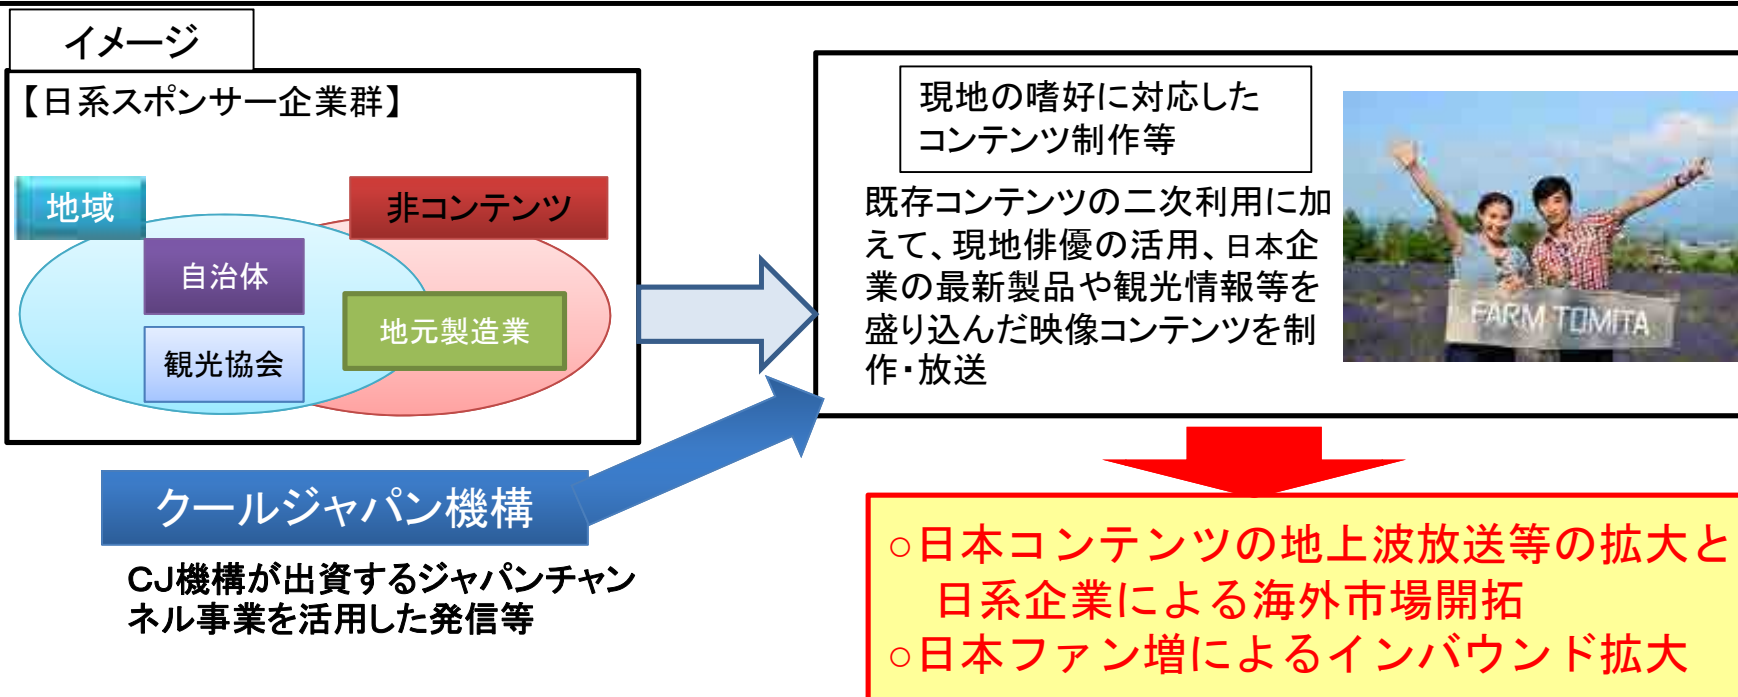 イメージ
【日系スポンサー企業群】
地域
非コンテンツ
自治体
地元製造業
観光協会
クールジャパン機構
CJ機構が出資するジャパンチャン
ネル事業を活用した発信等
現地の嗜好に対応した
コンテンツ制作等
既存コンテンツの二次利用に加
えて、現地俳優の活用、日本企
業の最新製品や観光情報等を
盛り込んだ映像コンテンツを制
作・放送
FARM TOMITA
○日本コンテンツの地上波放送等の拡大と
日系企業による海外市場開拓
○日本ファン増によるインバウンド拡大